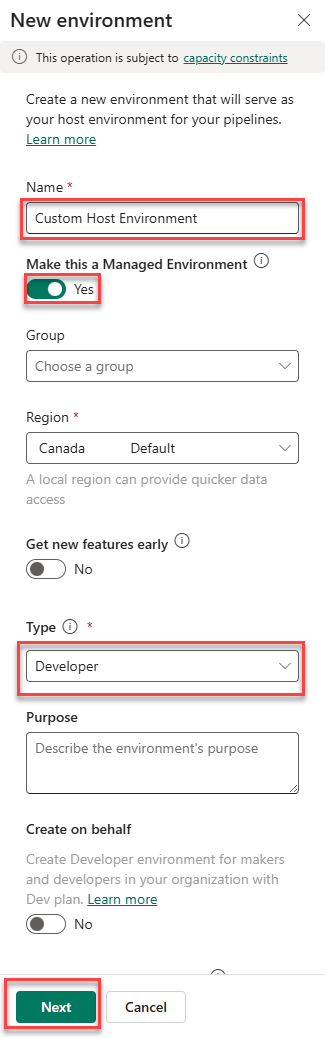 New environment
This operation is subject to capacity constraints
Create a new environment that will serve as
your host environment for your pipelines.
Learn more
Name *
Custom Host Environment
Make this a Managed Environment
Yes
Group
Choose a group
Region *
Canada Default
A local region can provide quicker data
access
Get new features early
No
Type *
Developer
Purpose
Describe the environment's purpose
Create on behalf
Create Developer environment for makers
and developers in your organization with
Dev plan. Learn more
No
Next Cancel